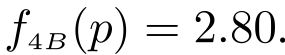 f_{4B}(p) = 2.80.